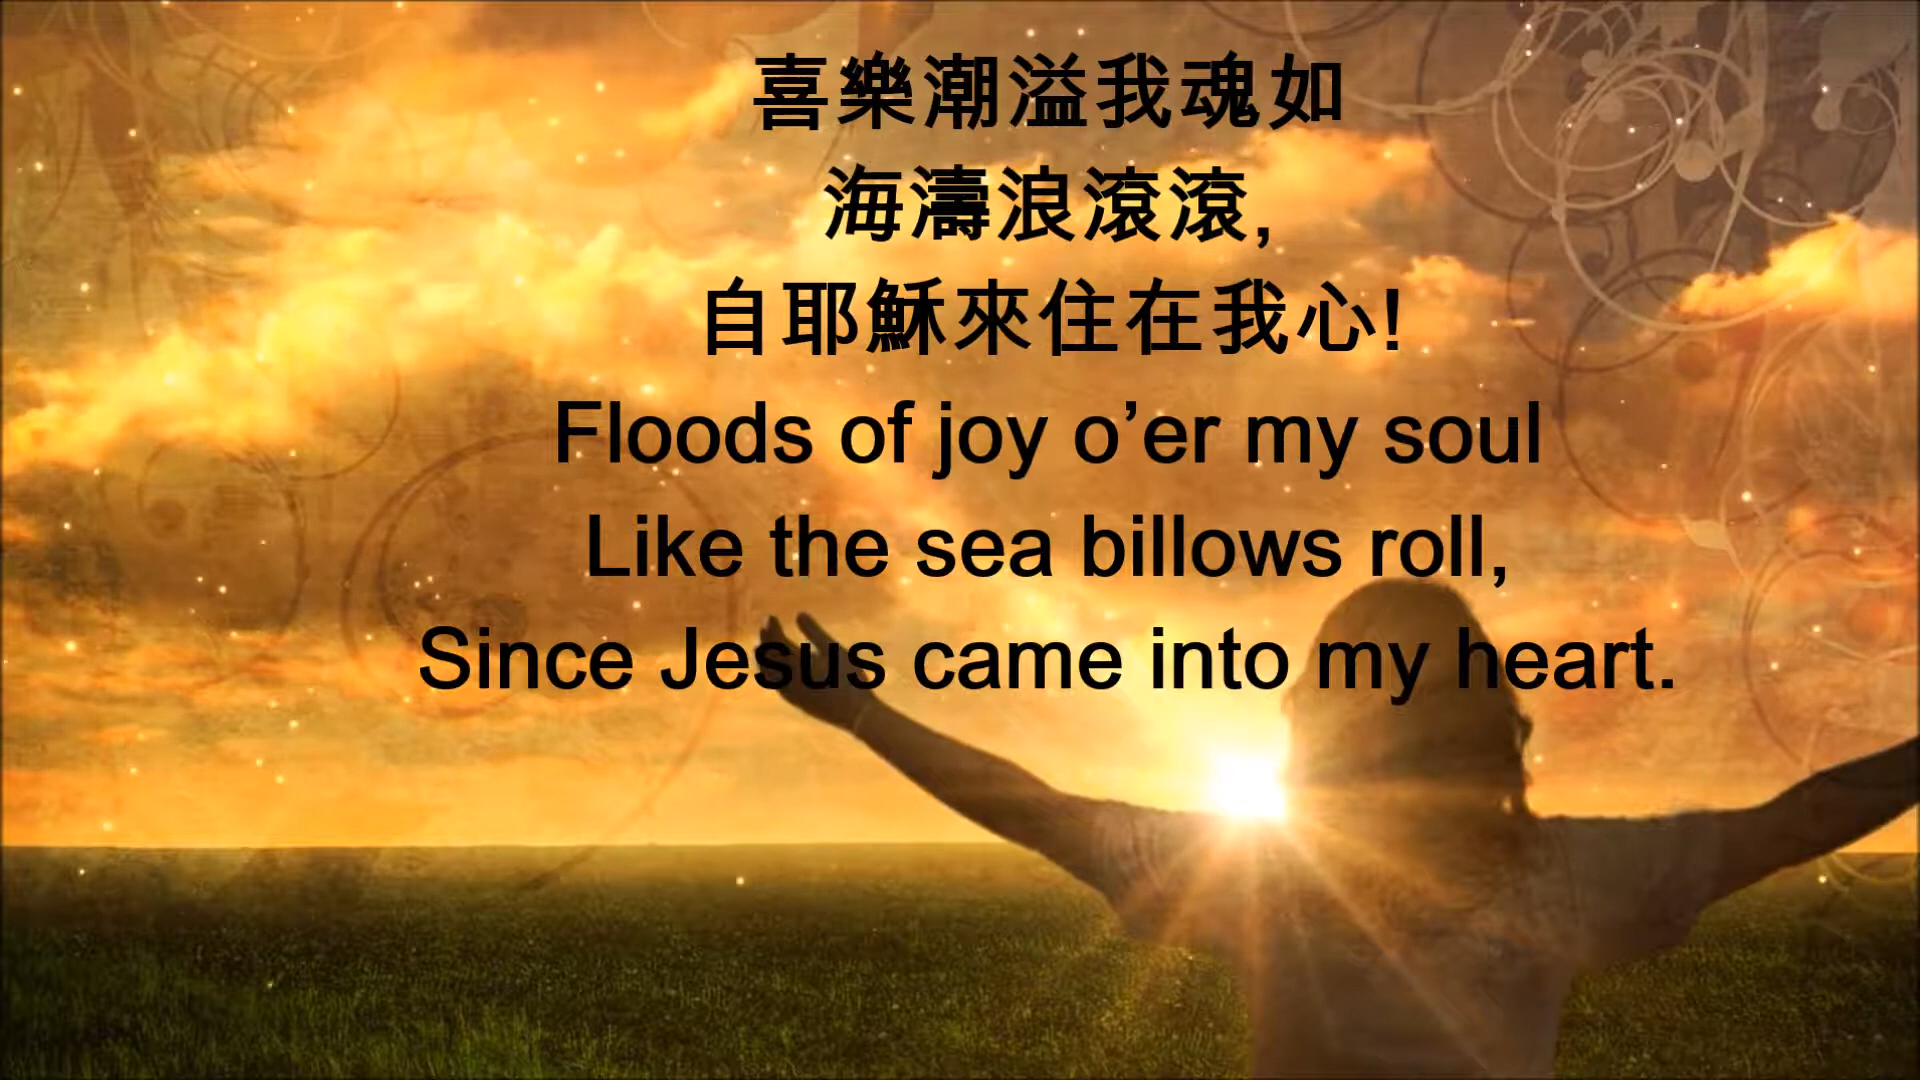 喜樂潮溢我魂如
海濤浪滾滾,
自耶穌來住在我心!
Floods of joy o’er my soul
Like the sea billows roll,
Since Jesus came into my heart.